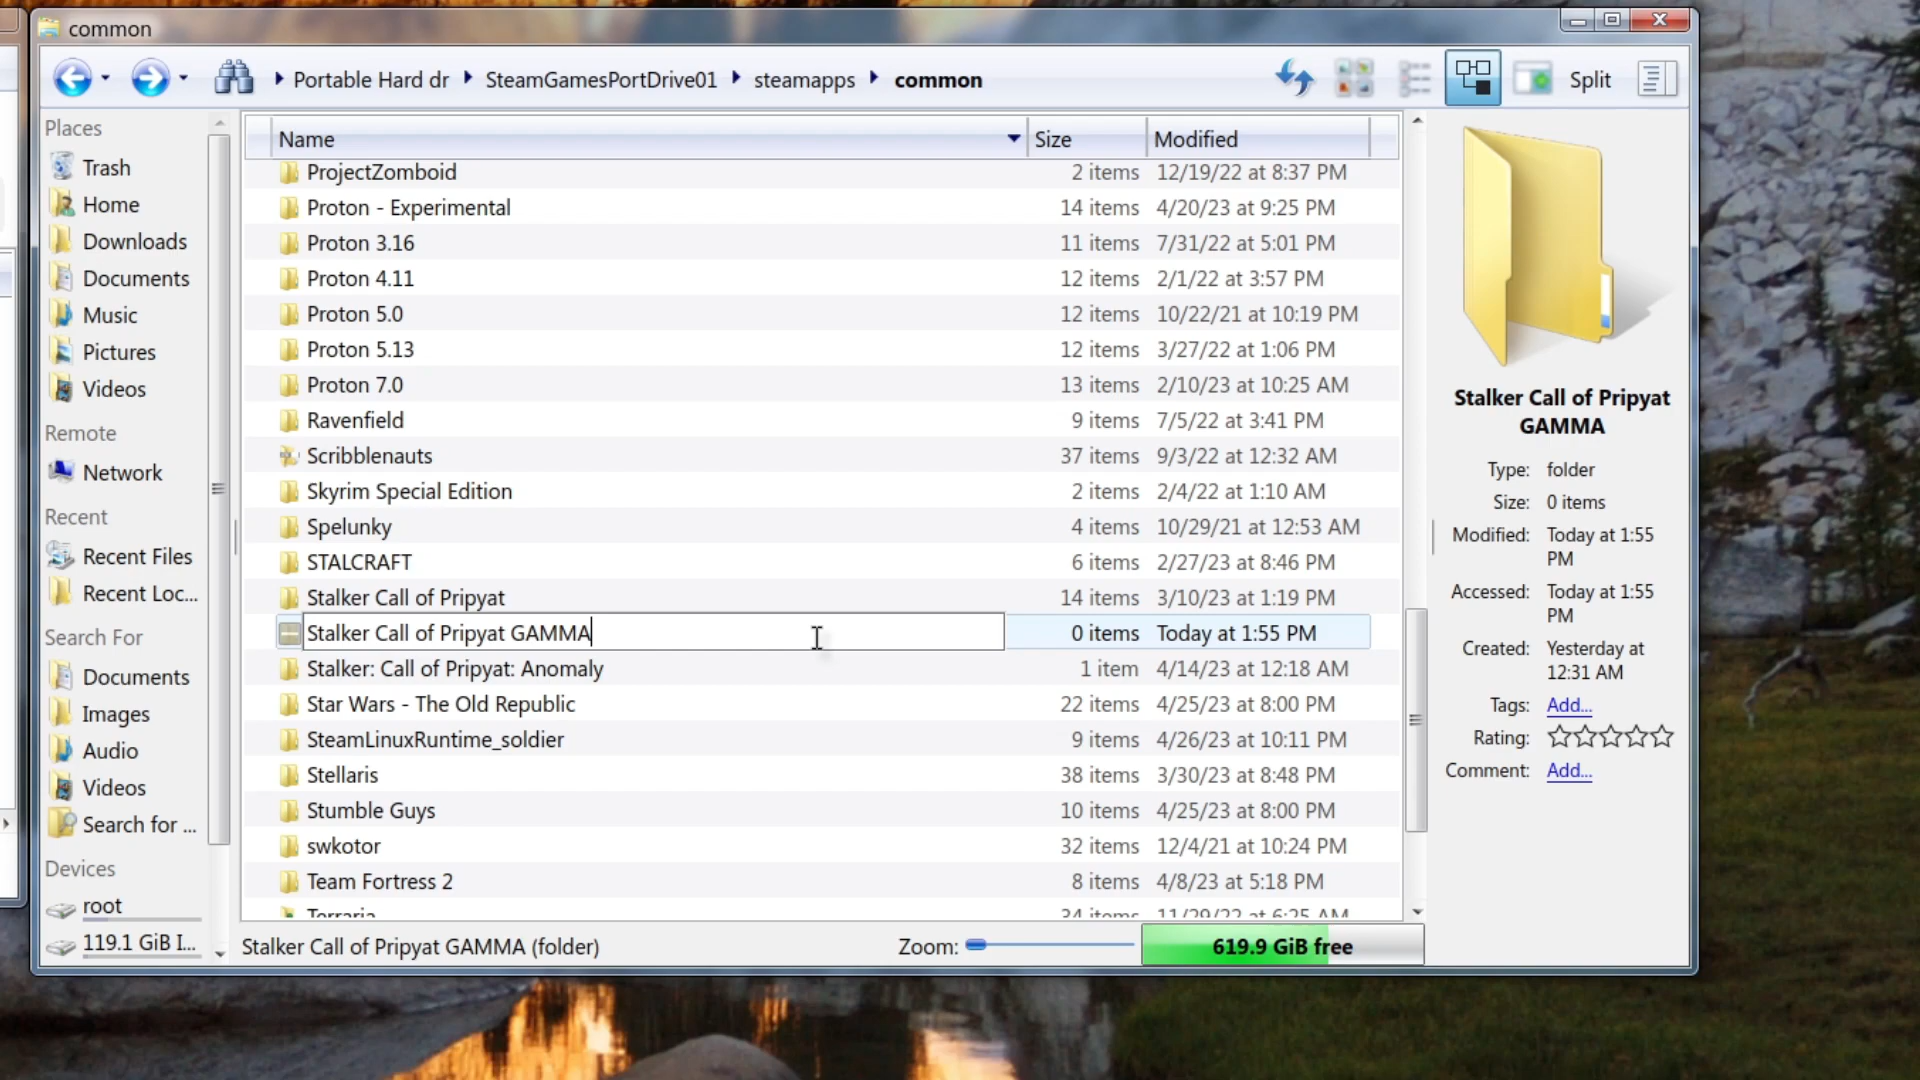 common
Portable Hard dr
SteamGamesPortDrive01
steamapps
common
Split
Places
Trash
Home
Downloads
Documents
Music
Pictures
Videos
Remote
Network
Recent
Recent Files
Recent Loc...
Search For
Documents
Images
Audio
Videos
Search for ...
Devices
root
119.1 GiB I...
Name Size Modified
ProjectZomboid 2 items 12/19/22 at 8:37 PM
Proton - Experimental 14 items 4/20/23 at 9:25 PM
Proton 3.16 11 items 7/31/22 at 5:01 PM
Proton 4.11 12 items 2/1/22 at 3:57 PM
Proton 5.0 12 items 10/22/21 at 10:19 PM
Proton 5.13 12 items 3/27/22 at 1:06 PM
Proton 7.0 13 items 2/10/23 at 10:25 AM
Ravenfield 9 items 7/5/22 at 3:41 PM
Scribblenauts 37 items 9/3/22 at 12:32 AM
Skyrim Special Edition 2 items 2/4/22 at 1:10 AM
Spelunky 4 items 10/29/21 at 12:53 AM
STALCRAFT 6 items 2/27/23 at 8:46 PM
Stalker Call of Pripyat 14 items 3/10/23 at 1:19 PM
Stalker Call of Pripyat GAMMA 0 items Today at 1:55 PM
Stalker: Call of Pripyat: Anomaly 1 item 4/14/23 at 12:18 AM
Star Wars - The Old Republic 22 items 4/25/23 at 8:00 PM
SteamLinuxRuntime_soldier 9 items 4/26/23 at 10:11 PM
Stellaris 38 items 3/30/23 at 8:48 PM
Stumble Guys 10 items 4/25/23 at 8:00 PM
swkotor 32 items 12/4/21 at 10:24 PM
Team Fortress 2 8 items 4/8/23 at 5:18 PM
Terraria 34 items 11/29/22 at 6:25 AM
Stalker Call of Pripyat GAMMA (folder)
Zoom:
619.9 GiB free
Stalker Call of Pripyat
GAMMA
Type: folder
Size: 0 items
Modified: Today at 1:55
PM
Accessed: Today at 1:55
PM
Created: Yesterday at
12:31 AM
Tags: Add...
Rating:
Comment: Add...